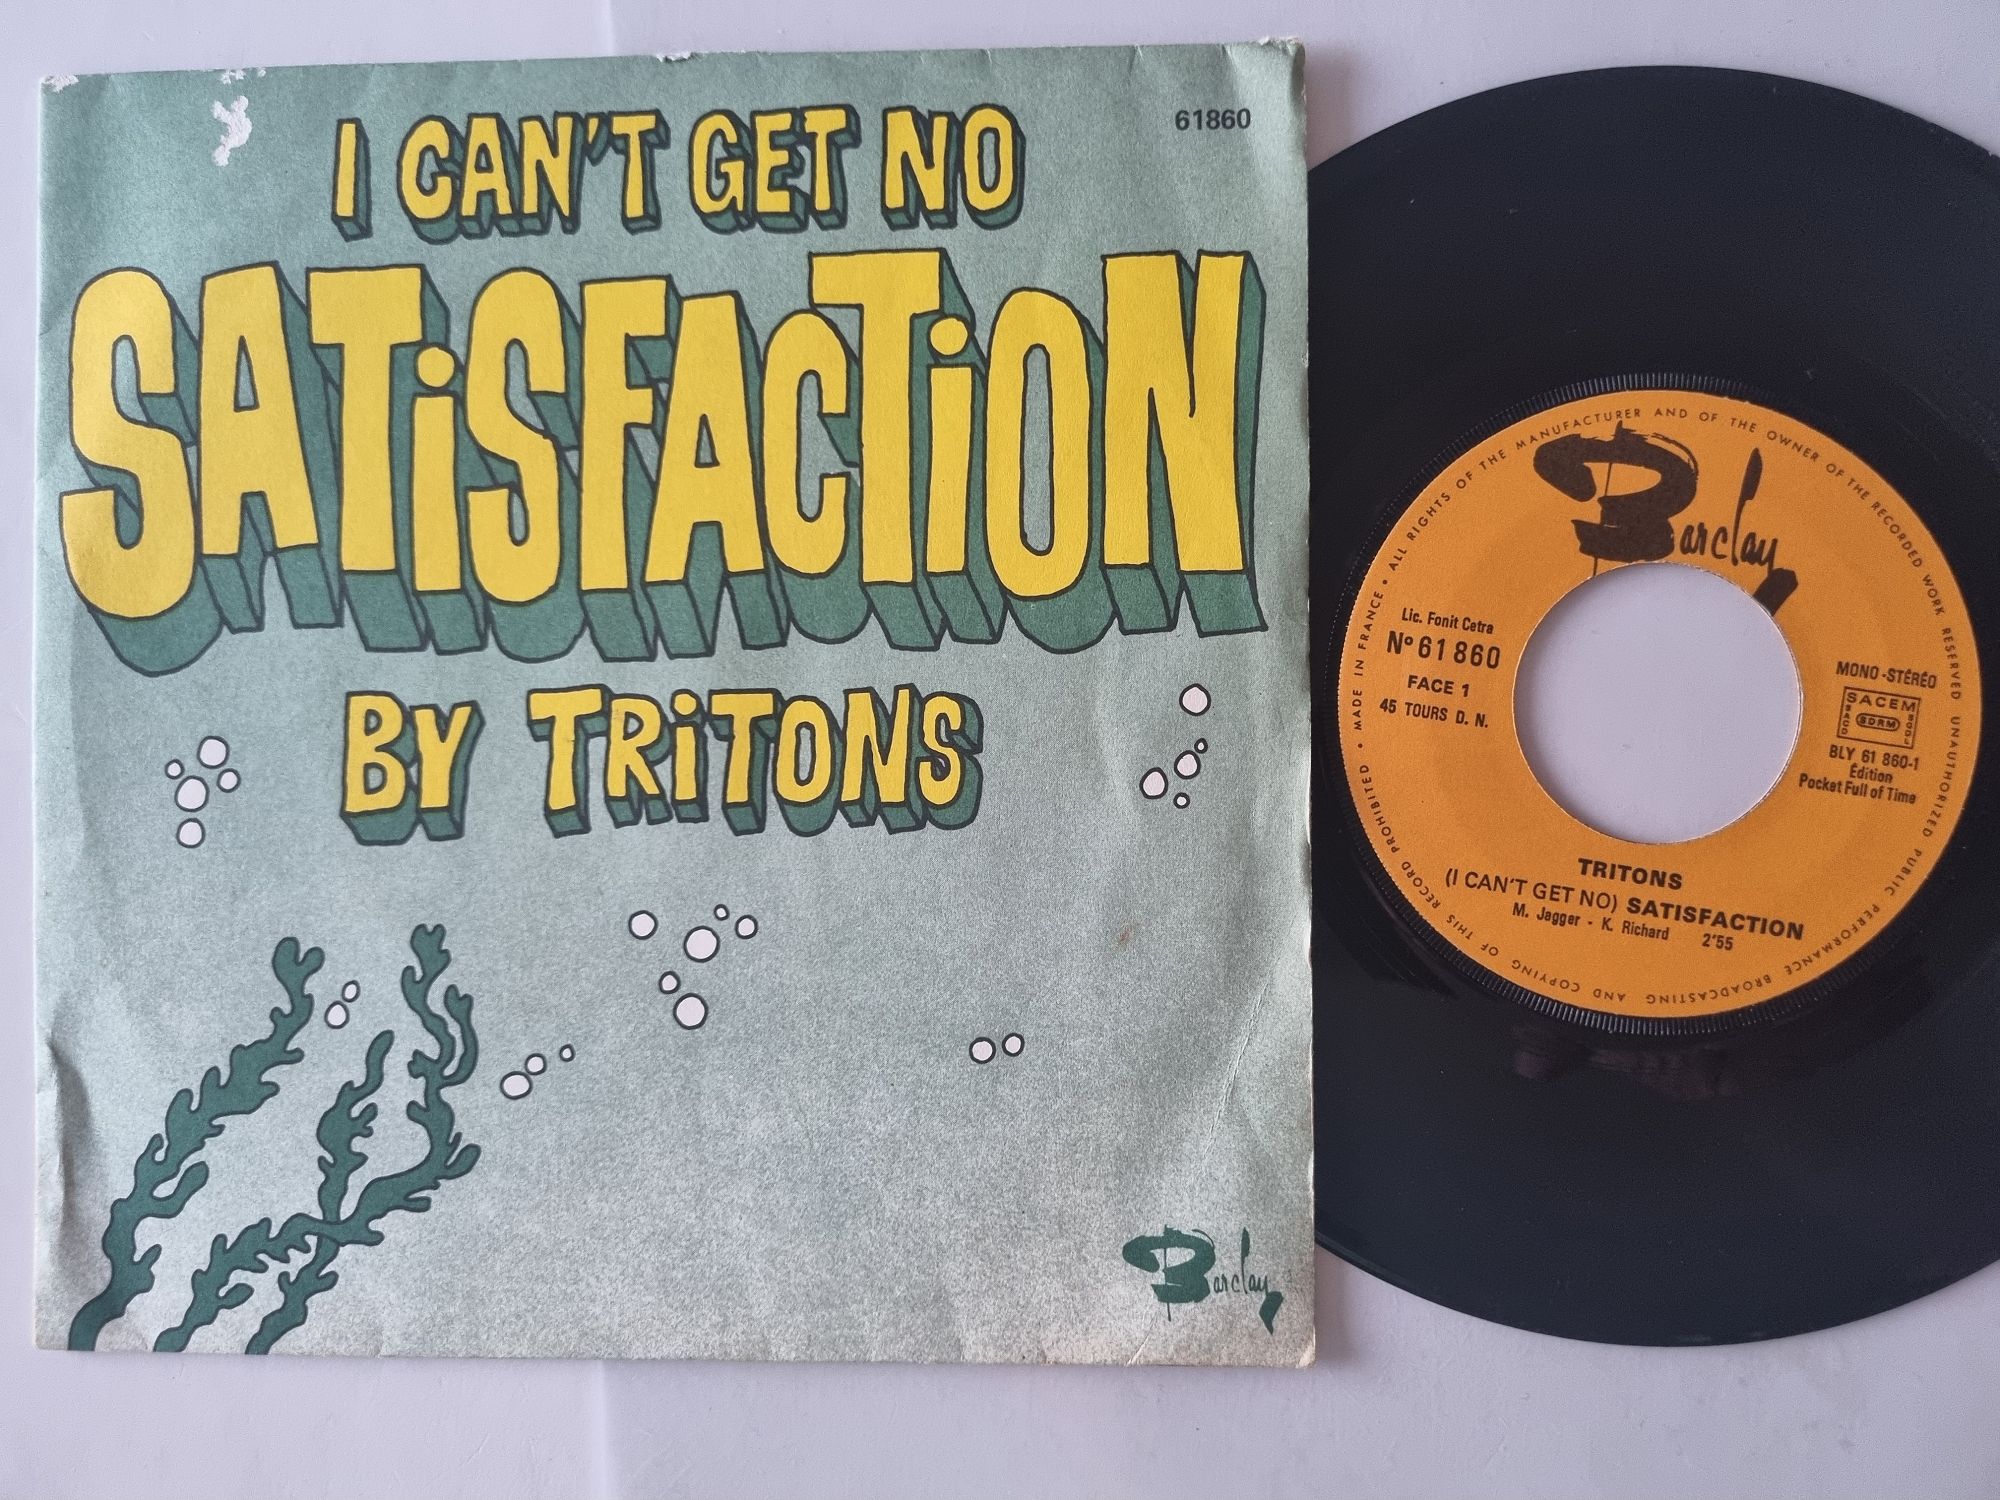 61860
I CAN'T GET NO
SATiSFACTiON
BY TRiTONS
Barclay
ALL RIGHTS OF THE MANUFACTURER AND OF THE OWNER OF THE RECORDED WORK RESERVED UNAUTHORIZED PUBLIC PERFORMANCE BROADCASTING AND COPYING OF THIS RECORD PROHIBITED • MADE IN FRANCE •
Barclay
Lic. Fonit Cetra
Nº 61 860
FACE 1
45 TOURS D. N.
MONO-STÉRÉO
SACEM
SACD SDRM SCDL
BLY 61 860-1
Édition
Pocket Full of Time
TRITONS
(I CAN'T GET NO) SATISFACTION
M. Jagger - K. Richard 2'55